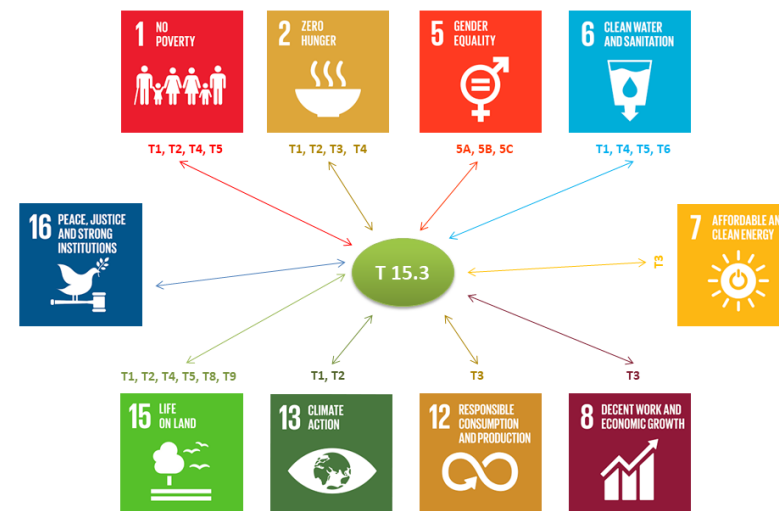 1 NO
POVERTY
2 ZERO
HUNGER
5 GENDER
EQUALITY
6 CLEAN WATER
AND SANITATION
T1, T2, T4, T5
T1, T2, T3, T4
5A, 5B, 5C
T1, T4, T5, T6
16 PEACE, JUSTICE
AND STRONG
INSTITUTIONS
T 15.3
T3
7 AFFORDABLE AN
CLEAN ENERGY
T1, T2, T4, T5, T8, T9
T1, T2
T3
T3
15 LIFE
ON LAND
13 CLIMATE
ACTION
12 RESPONSIBLE
CONSUMPTION
AND PRODUCTION
8 DECENT WORK AND
ECONOMIC GROWTH